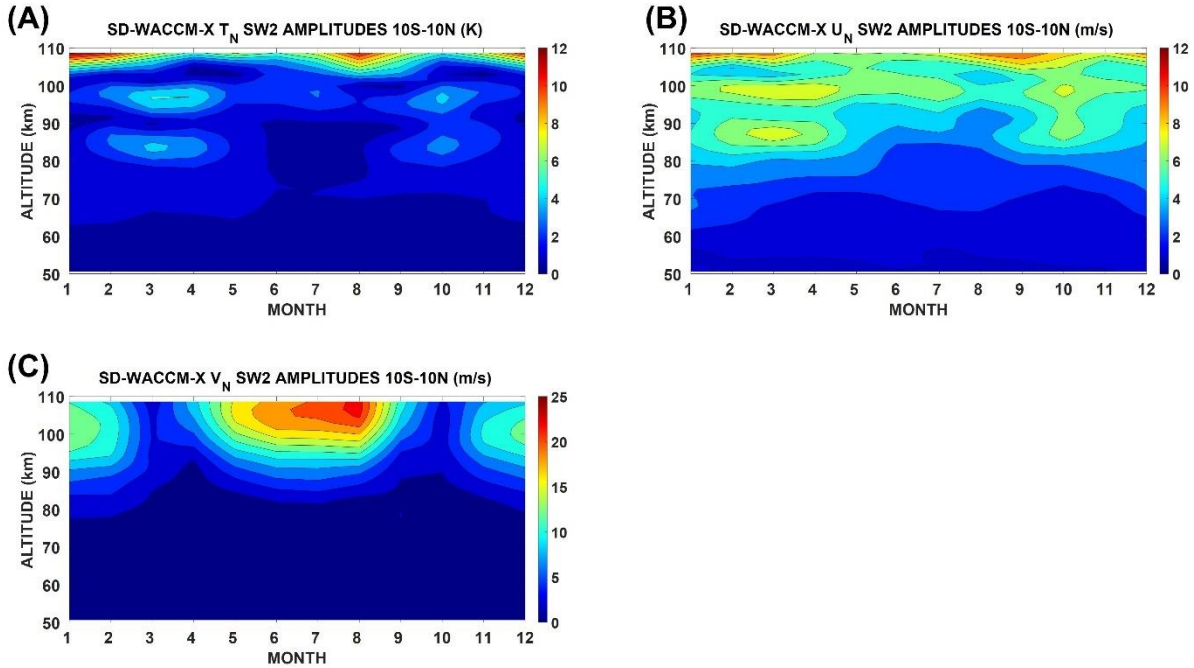 (A)
SD-WACCM-X T_N SW2 AMPLITUDES 10S-10N (K)
110
100
90
80
70
60
50
ALTITUDE (km)
1 2 3 4 5 6 7 8 9 10 11 12
MONTH
12
10
8
6
4
2
0
(B)
SD-WACCM-X U_N SW2 AMPLITUDES 10S-10N (m/s)
110
100
90
80
70
60
50
ALTITUDE (km)
1 2 3 4 5 6 7 8 9 10 11 12
MONTH
12
10
8
6
4
2
0
(C)
SD-WACCM-X V_N SW2 AMPLITUDES 10S-10N (m/s)
110
100
90
80
70
60
50
ALTITUDE (km)
1 2 3 4 5 6 7 8 9 10 11 12
MONTH
25
20
15
10
5
0